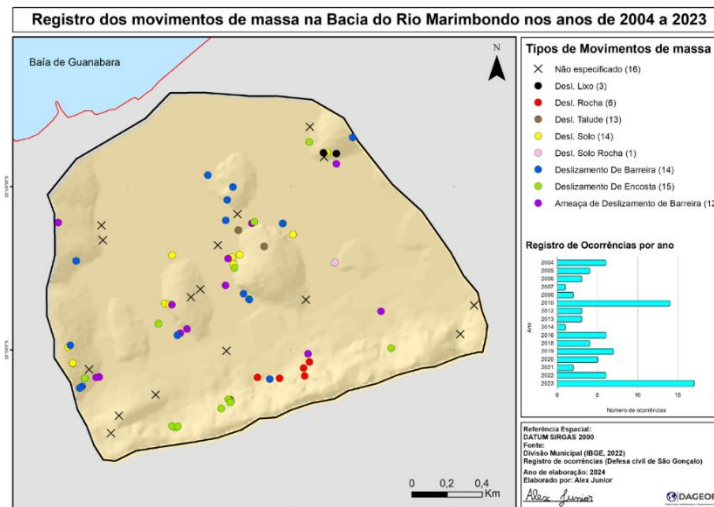 Registro dos movimentos de massa na Bacia do Rio Marimbondo nos anos de 2004 a 2023
Baía de Guanabara
N
0 0,2 0,4
Km
Tipos de Movimentos de massa
Não especificado (16)
Desl. Lixo (3)
Desl. Rocha (6)
Desl. Talude (13)
Desl. Solo (14)
Desl. Solo Rocha (1)
Deslizamento De Barreira (14)
Deslizamento De Encosta (15)
Ameaça de Deslizamento de Barreira (12
Registro de Ocorrências por ano
Ano
2004
2005
2006
2007
2008
2010
2012
2013
2014
2016
2018
2019
2020
2021
2022
2023
0 5 10 15
Número de ocorrências
Referência Espacial:
DATUM SIRGAS 2000
Fonte:
Divisão Municipal (IBGE, 2022)
Registro de ocorrências (Defesa civil de São Gonçalo)
Ano de elaboração: 2024
Elaborado por: Alex Junior
Alex Junior
DAGEOP